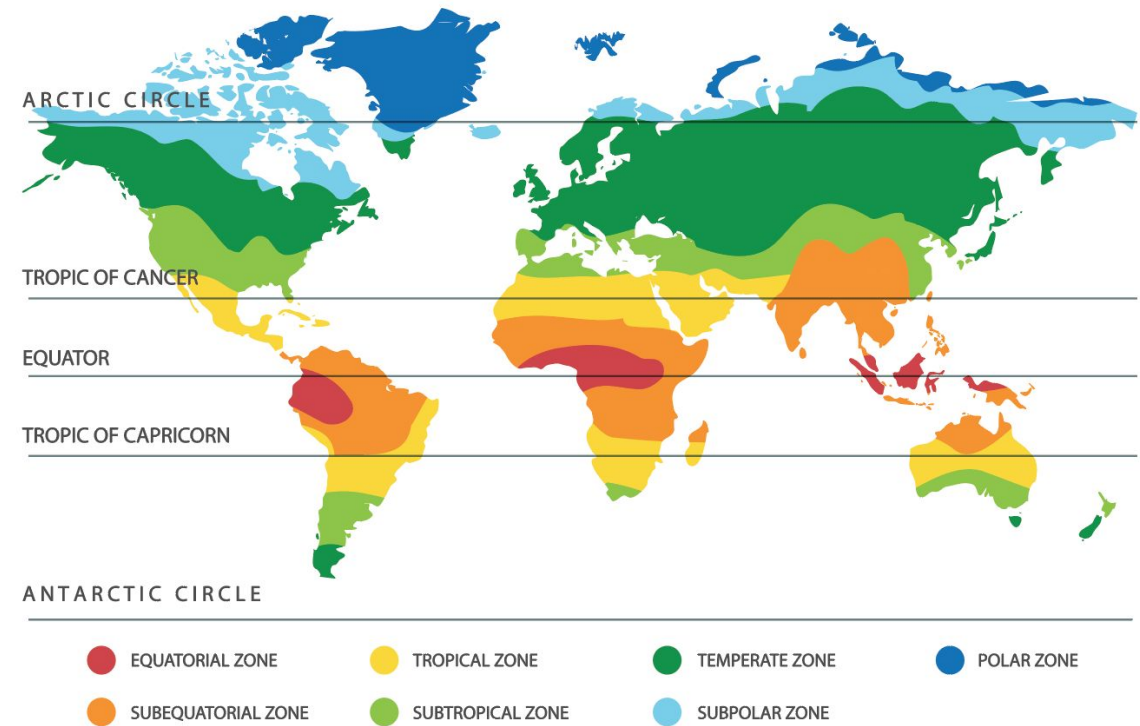 ARCTIC CIRCLE
TROPIC OF CANCER
EQUATOR
TROPIC OF CAPRICORN
ANTARCTIC CIRCLE
EQUATORIAL ZONE
TROPICAL ZONE
TEMPERATE ZONE
POLAR ZONE
SUBEQUATORIAL ZONE
SUBTROPICAL ZONE
SUBPOLAR ZONE